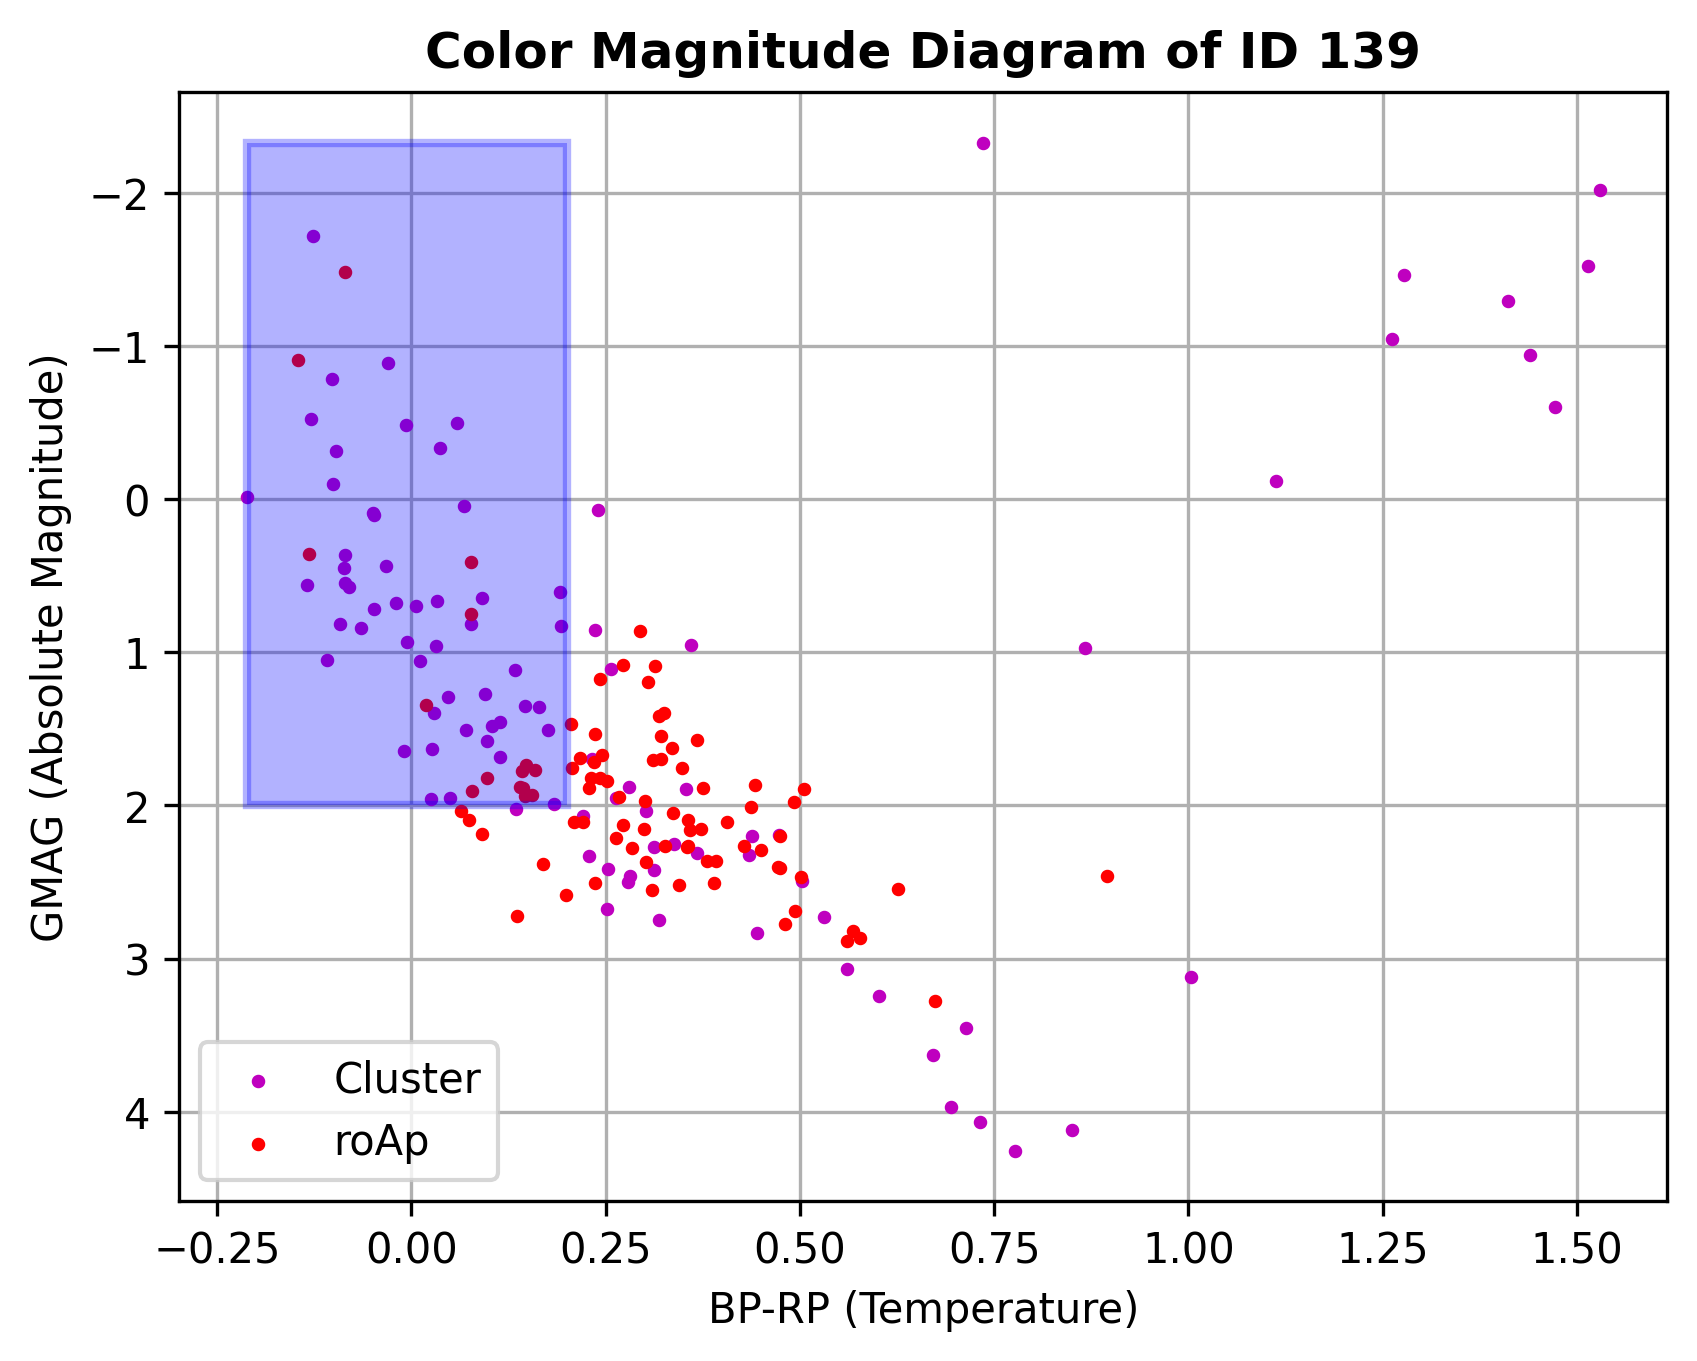 Color Magnitude Diagram of ID 139
GMAG (Absolute Magnitude)
−2
−1
0
1
2
3
4
Cluster
roAp
−0.25 0.00 0.25 0.50 0.75 1.00 1.25 1.50
BP-RP (Temperature)